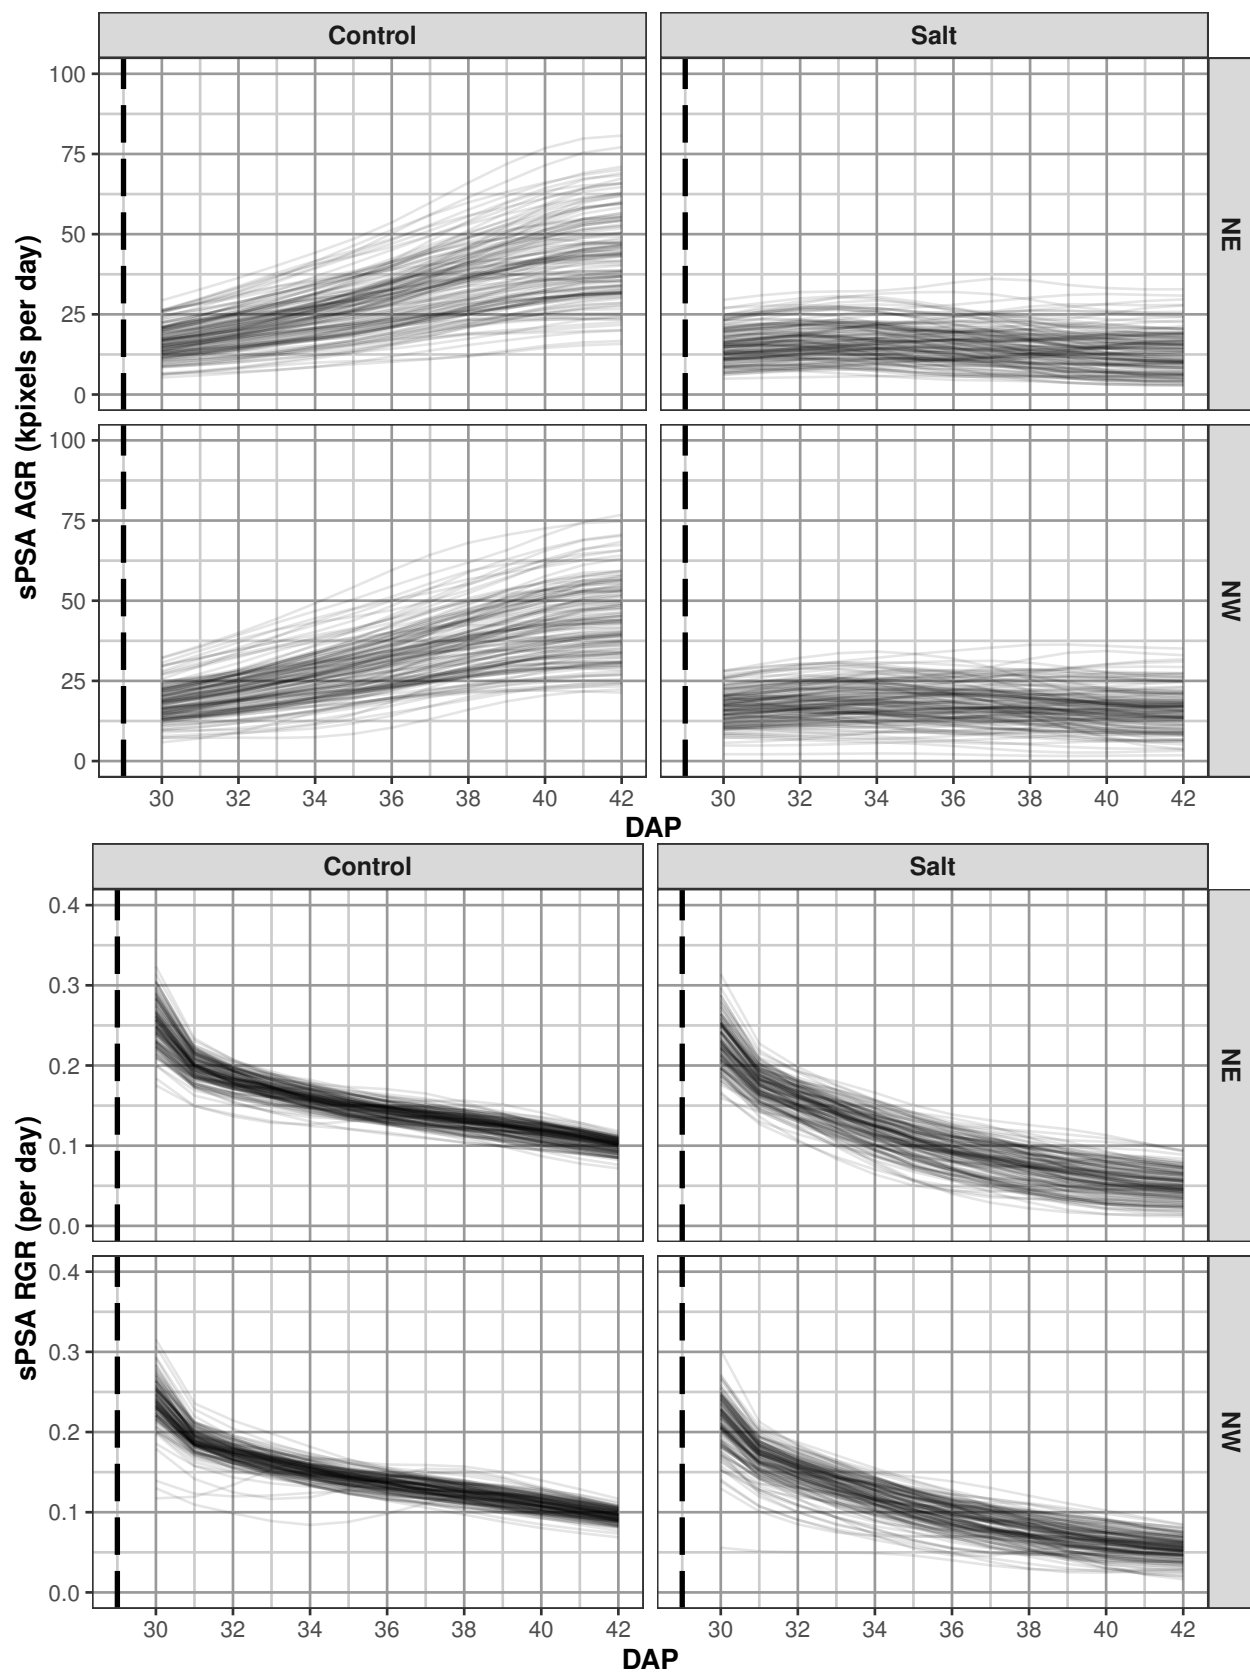 Control Salt
100
75
50
25
0
NE
sPSA AGR (kpixels per day)
100
75
50
25
0
NW
30 32 34 36 38 40 42 30 32 34 36 38 40 42
DAP
Control Salt
0.4
0.3
0.2
0.1
0.0
NE
sPSA RGR (per day)
0.4
0.3
0.2
0.1
0.0
NW
30 32 34 36 38 40 42 30 32 34 36 38 40 42
DAP